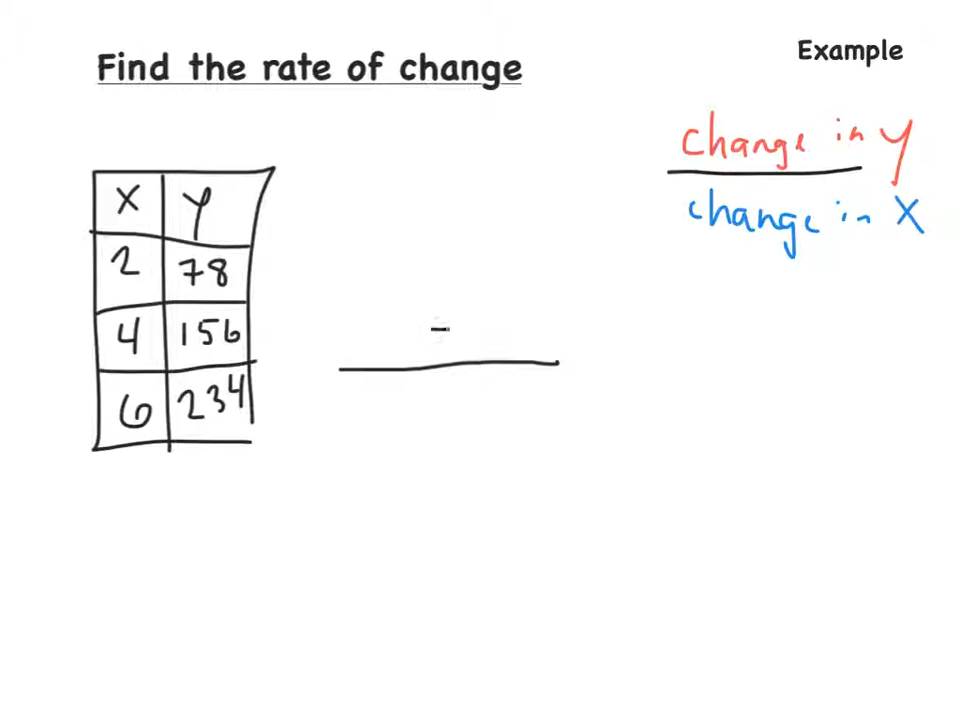 Find the rate of change
Example
change in y
change in x
x y
2 78
4 156
6 234
-